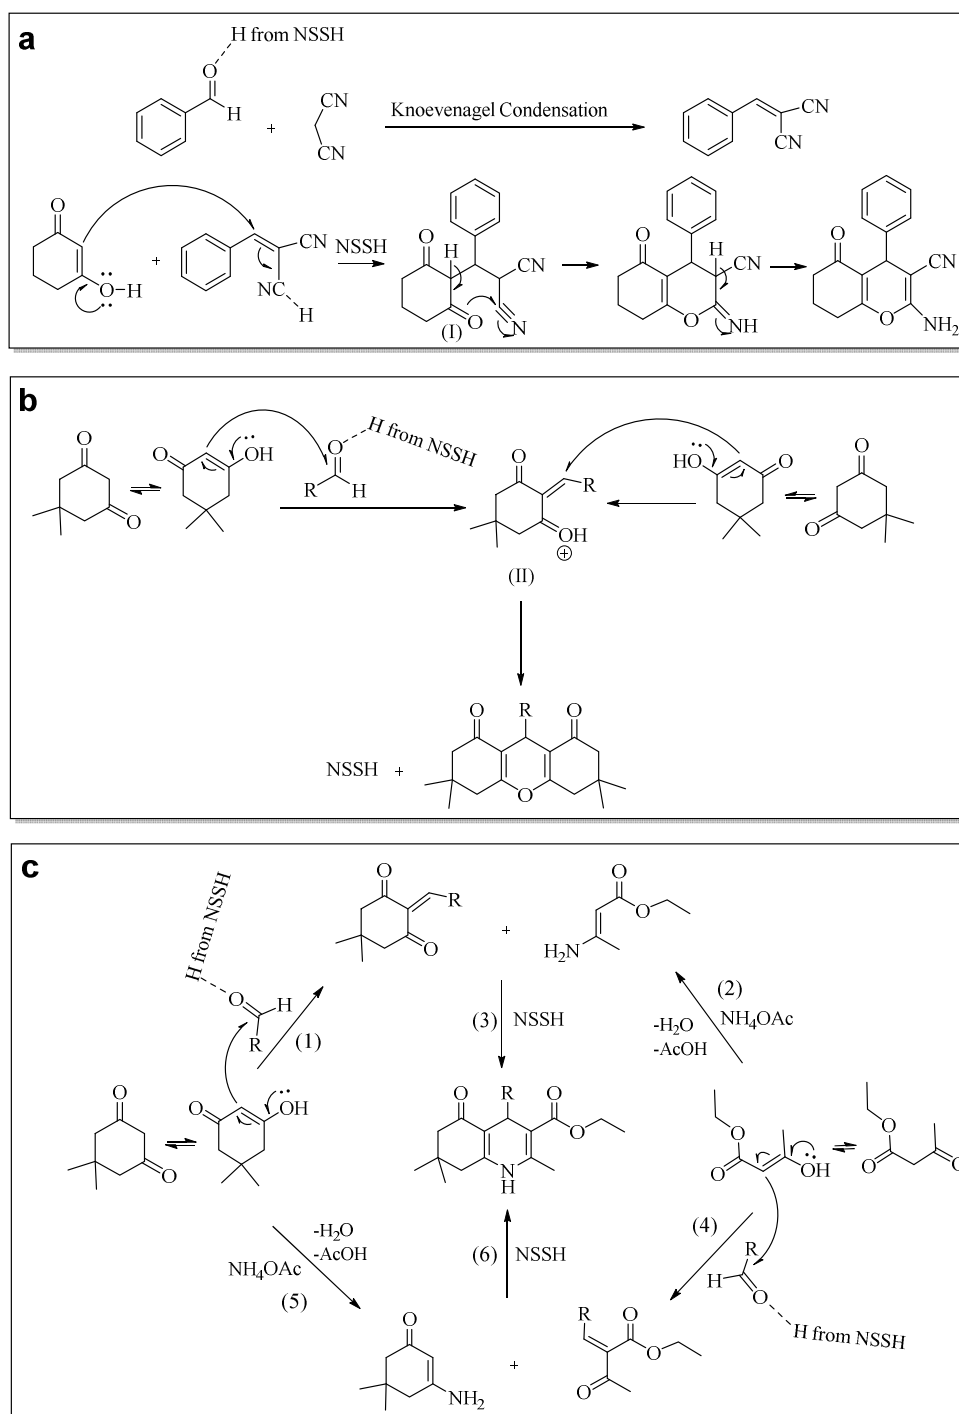 a
H from NSSH
O
H
+
CN
CN
Knoevenagel Condensation
CN
CN
O
O-H
+
CN
NC
H
NSSH
O
H
CN
O
N
(I)
O
H
CN
O
NH
O
CN
O
NH2
b
O
O
O
OH
H from NSSH
O
R
H
O
R
OH
⊕
(II)
HO
O
O
O
NSSH +
O
R
O
O
c
H from NSSH
O
H
R
(1)
O
R
O
+
O
O
H2N
(2)
NH4OAc
-H2O
-AcOH
(3)
NSSH
O
O
O
OH
O
R
O
O
N
H
O
O
OH
O
O
O
-H2O
-AcOH
NH4OAc
(5)
(6)
NSSH
(4)
R
H
O
H from NSSH
O
NH2
+
R
O
O
O